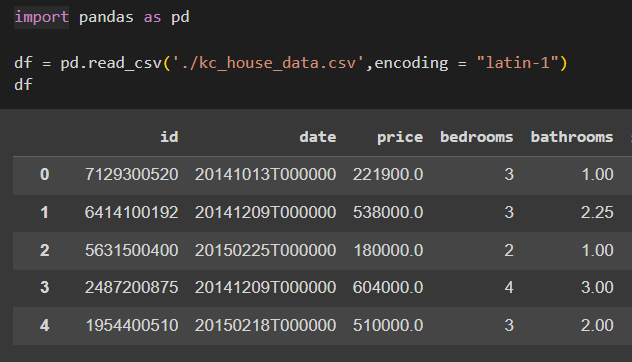 import pandas as pd
df = pd.read_csv('./kc_house_data.csv',encoding = "latin-1")
df
id date price bedrooms bathrooms
0 7129300520 20141013T000000 221900.0 3 1.00
1 6414100192 20141209T000000 538000.0 3 2.25
2 5631500400 20150225T000000 180000.0 2 1.00
3 2487200875 20141209T000000 604000.0 4 3.00
4 1954400510 20150218T000000 510000.0 3 2.00